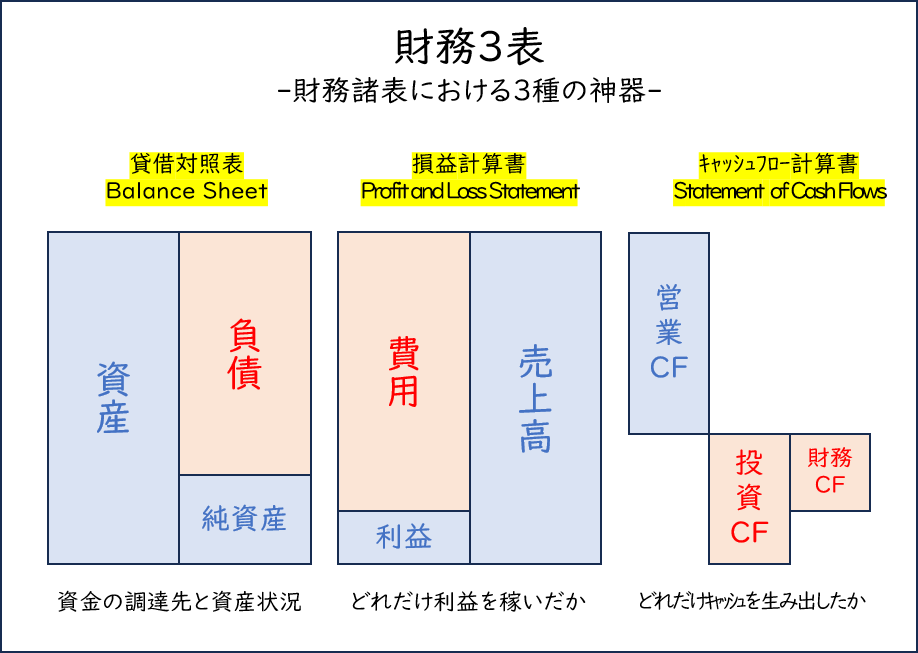 財務3表
-財務諸表における3種の神器-
貸借対照表
Balance Sheet
資産
負債
純資産
資金の調達先と資産状況
損益計算書
Profit and Loss Statement
費用
利益
売上高
どれだけ利益を稼いだか
ｷｬｯｼｭﾌﾛｰ計算書
Statement of Cash Flows
営業CF
投資CF
財務
CF
どれだけｷｬｯｼｭを生み出したか